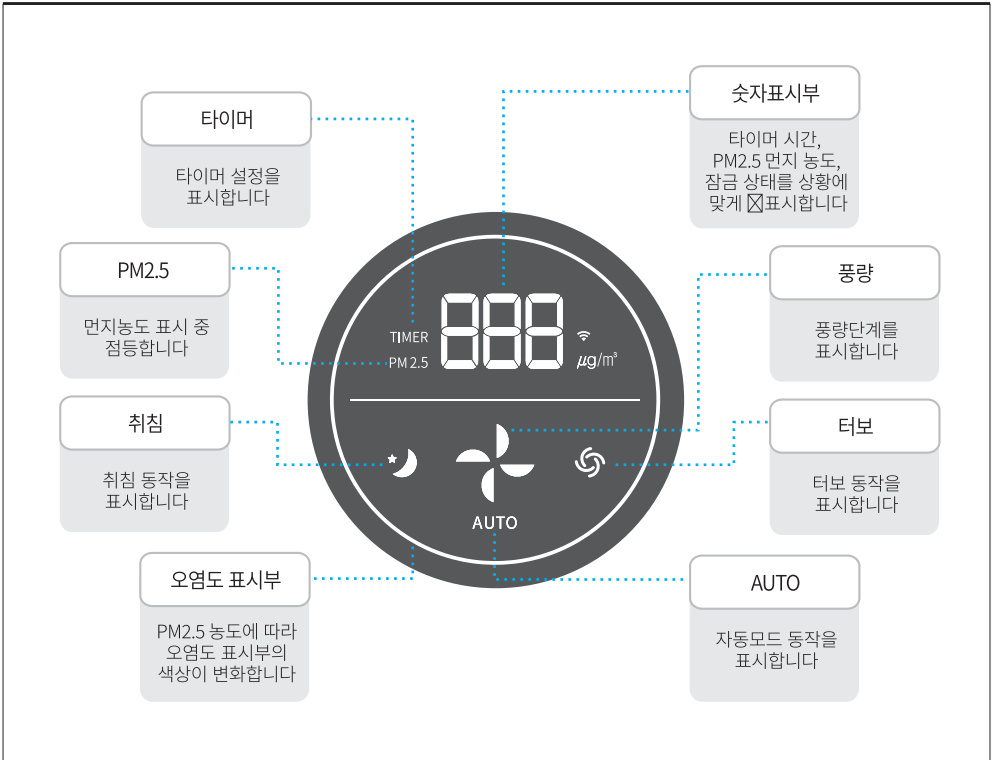 타이머
타이머 설정을
표시합니다
숫자표시부
타이머 시간,
PM2.5 먼지 농도,
잠금 상태를 상황에
맞게 표시합니다
PM2.5
먼지농도 표시 중
점등합니다
풍량
풍량단계를
표시합니다
취침
취침 동작을
표시합니다
터보
터보 동작을
표시합니다
오염도 표시부
PM2.5 농도에 따라
오염도 표시부의
색상이 변화합니다
AUTO
자동모드 동작을
표시합니다
888
TIMER
PM 2.5
μg/m³
AUTO